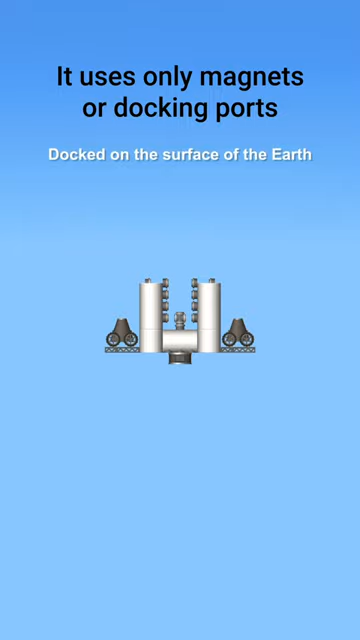 It uses only magnets
or docking ports
Docked on the surface of the Earth